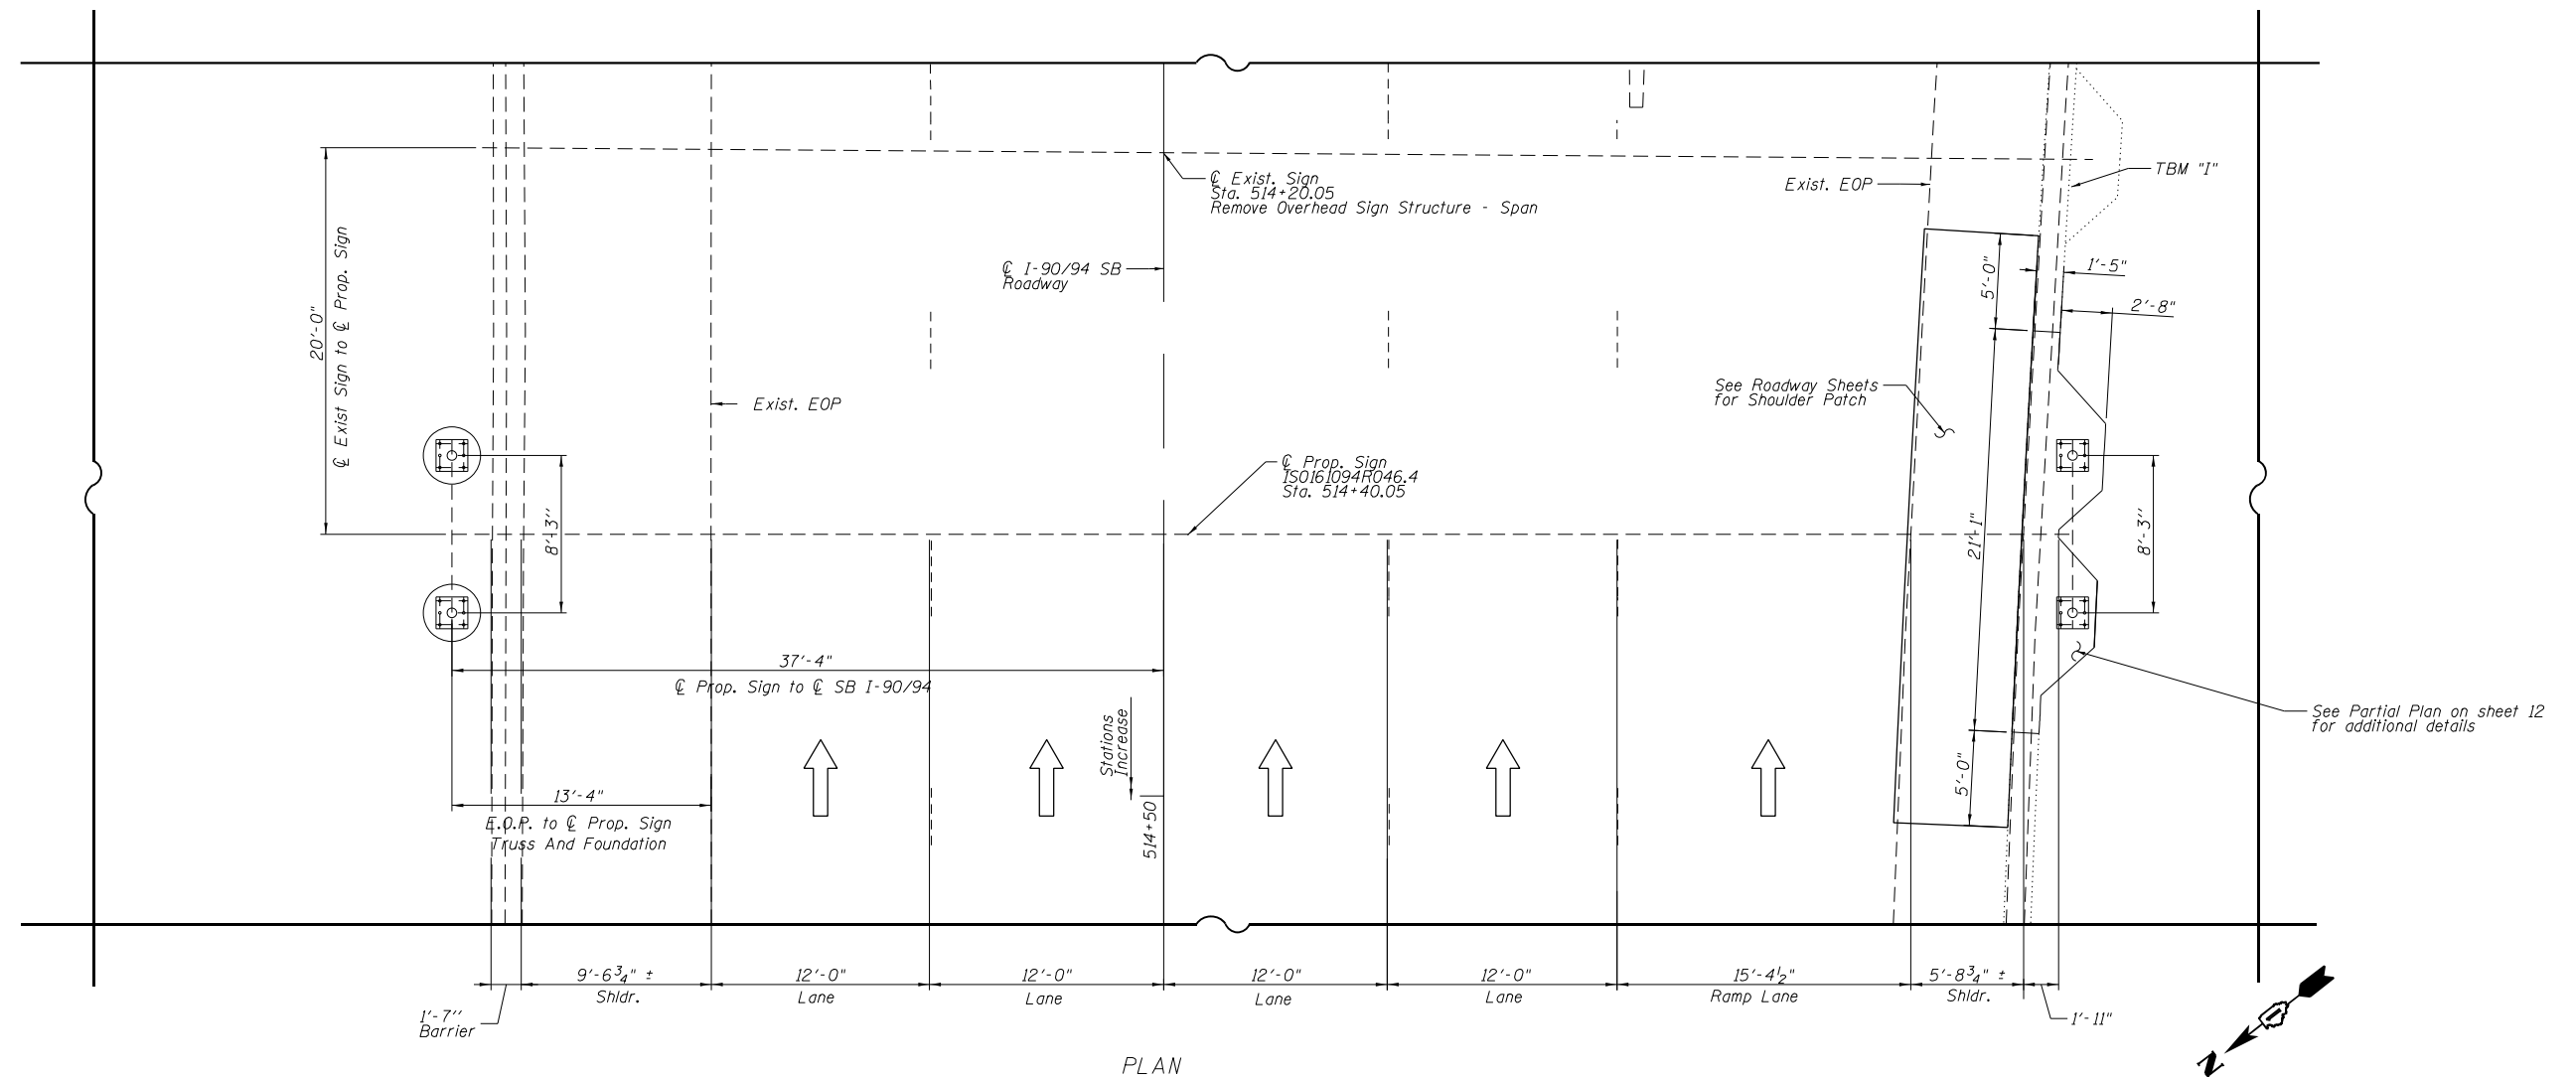 TBM "I"
℄ Exist. Sign
Sta. 514+20.05
Remove Overhead Sign Structure - Span
Exist. EOP
℄ I-90/94 SB
Roadway
20'-0"
℄ Exist Sign to ℄ Prop. Sign
5'-0"
1'-5"
2'-8"
Exist. EOP
See Roadway Sheets
for Shoulder Patch
℄ Prop. Sign
ISO161094R046.4
Sta. 514+40.05
8'-3''
21'-1"
8'-3''
37'-4"
℄ Prop. Sign to ℄ SB I-90/94
Stations
Increase
514+50
See Partial Plan on sheet 12
for additional details
5'-0"
13'-4"
E.O.P. to ℄ Prop. Sign
Truss And Foundation
9'-6¾" ±
Shldr.
12'-0"
Lane
12'-0"
Lane
12'-0"
Lane
12'-0"
Lane
15'-4½"
Ramp Lane
5'-8¾" ±
Shldr.
1'-7''
Barrier
1'-11"
N
PLAN